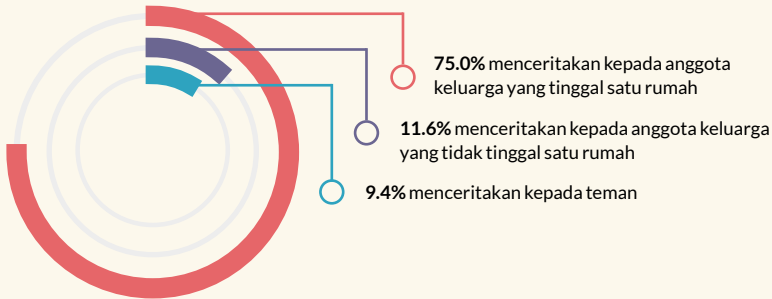 75.0% menceritakan kepada anggota
keluarga yang tinggal satu rumah
11.6% menceritakan kepada anggota keluarga
yang tidak tinggal satu rumah
9.4% menceritakan kepada teman